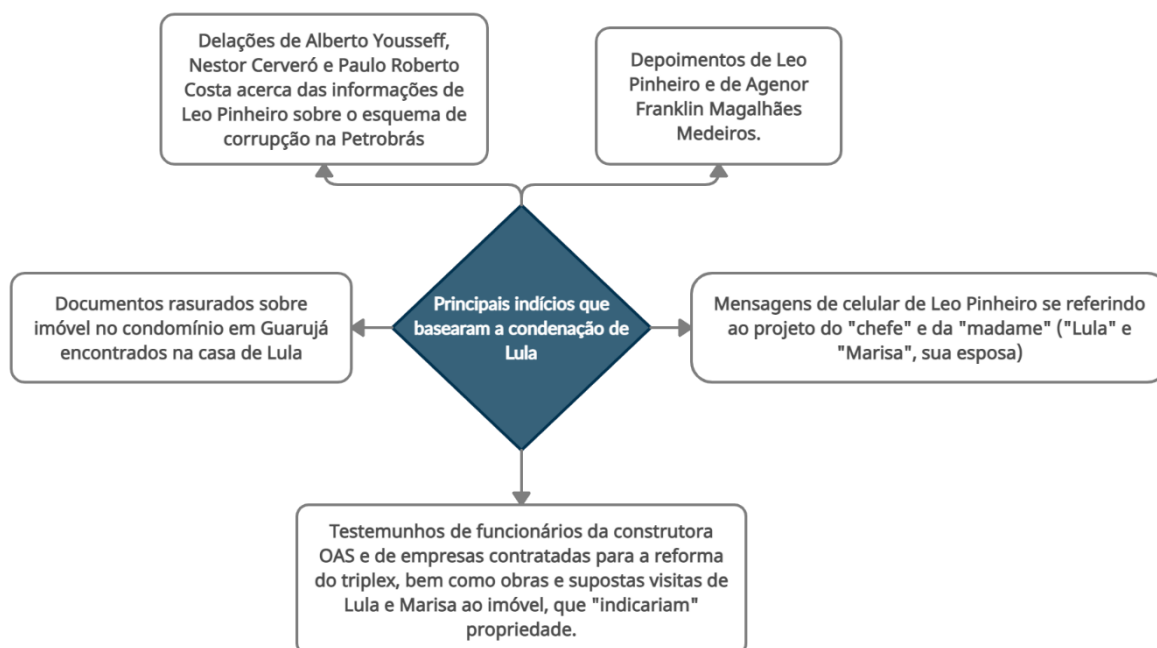 Delações de Alberto Yousseff,
Nestor Cerveró e Paulo Roberto
Costa acerca das informações de
Leo Pinheiro sobre o esquema de
corrupção na Petrobrás
Depoimentos de Leo
Pinheiro e de Agenor
Franklin Magalhães
Medeiros.
Documentos rasurados sobre
imóvel no condomínio em Guarujá
encontrados na casa de Lula
Principais indícios que
basearam a condenação de
Lula
Mensagens de celular de Leo Pinheiro se referindo
ao projeto do "chefe" e da "madame" ("Lula" e
"Marisa", sua esposa)
Testemunhos de funcionários da construtora
OAS e de empresas contratadas para a reforma
do triplex, bem como obras e supostas visitas de
Lula e Marisa ao imóvel, que "indicariam"
propriedade.